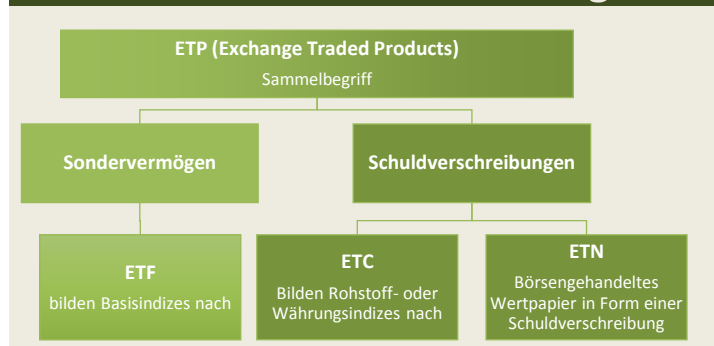 ETP (Exchange Traded Products)
Sammelbegriff
Sondervermögen
Schuldverschreibungen
ETF
bilden Basisindizes nach
ETC
Bilden Rohstoff- oder
Währungsindizes nach
ETN
Börsengehandeltes
Wertpapier in Form einer
Schuldverschreibung